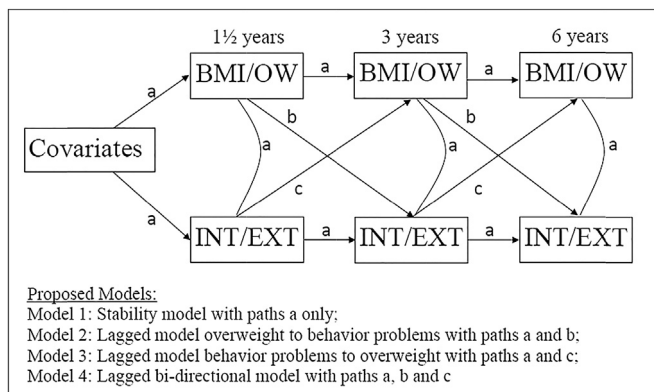 1½ years 3 years 6 years
BMI/OW a BMI/OW a BMI/OW
a b b
Covariates a a a
c c
a
INT/EXT a INT/EXT a INT/EXT
Proposed Models:
Model 1: Stability model with paths a only;
Model 2: Lagged model overweight to behavior problems with paths a and b;
Model 3: Lagged model behavior problems to overweight with paths a and c;
Model 4: Lagged bi-directional model with paths a, b and c